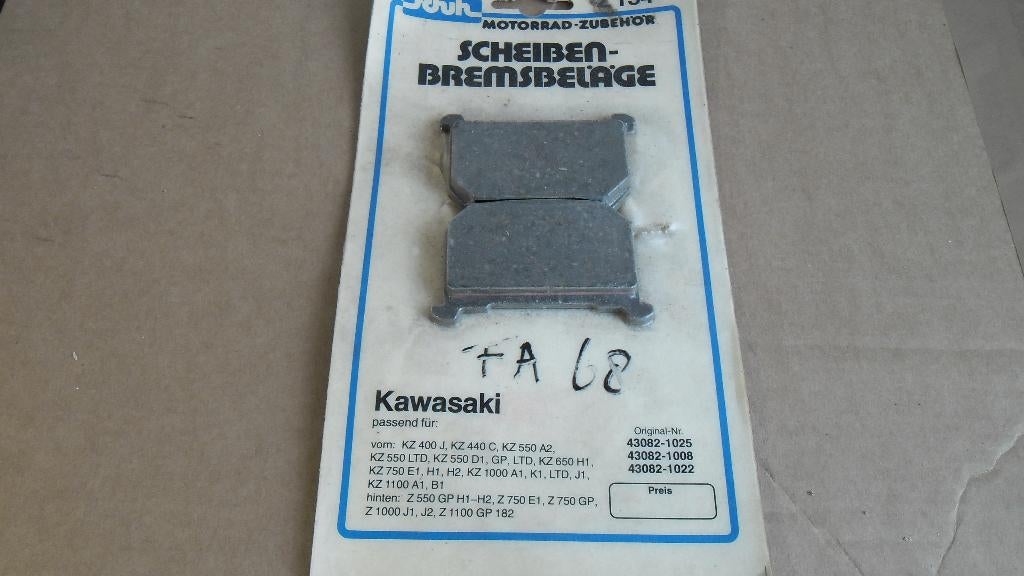 MOTORRAD-ZUBEHÖR
SCHEIBEN-
BREMSBELÄGE
FA 68
Kawasaki
passend für:
vorn: KZ 400 J, KZ 440 C, KZ 550 A2,
KZ 550 LTD, KZ 550 D1, GP, LTD, KZ 650 H1,
KZ 750 E1, H1, H2, KZ 1000 A1, K1, LTD, J1,
KZ 1100 A1, B1
hinten: Z 550 GP H1–H2, Z 750 E1, Z 750 GP,
Z 1000 J1, J2, Z 1100 GP 182
Original-Nr.
43082-1025
43082-1008
43082-1022
Preis